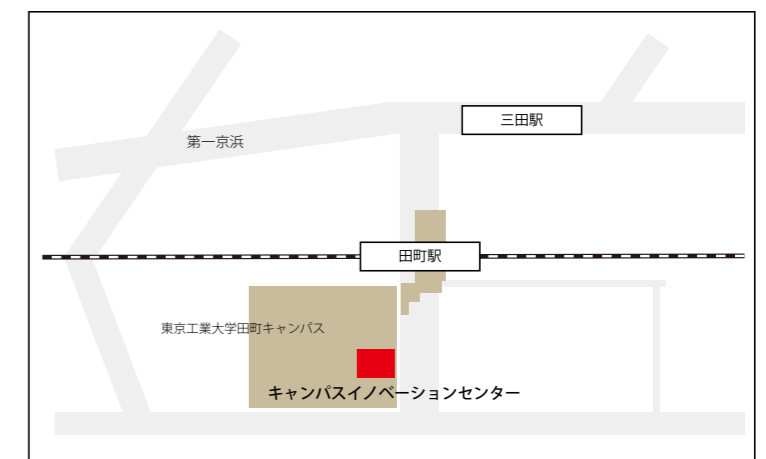 三田駅
第一京浜
田町駅
東京工業大学田町キャンパス
キャンパスイノベーションセンター